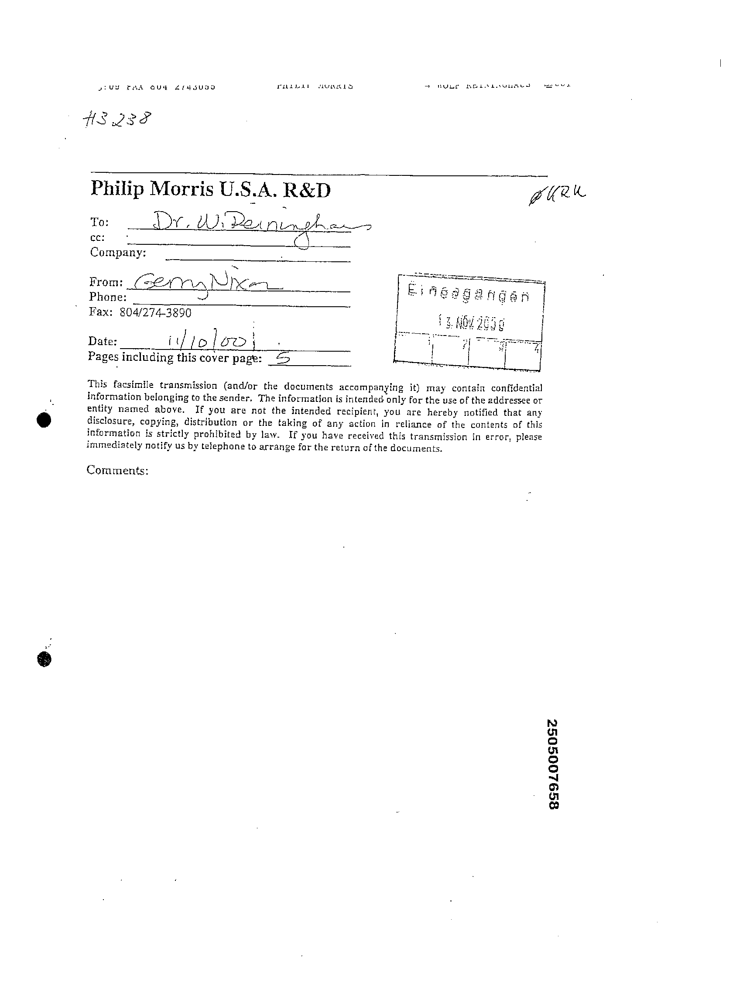 :09 FAX 804 2743055 PHILIP MORRIS
H3238
Philip Morris U.S.A. R&D
To: Dr. W. Reininghaus
cc:
Company:
From: Gerry Nixon
Phone:
Fax: 804/274-3890
Date: 11/10/00
Pages including this cover page: 5
Eingegangen
13. NOV. 2000
This facsimile transmission (and/or the documents accompanying it) may contain confidential
information belonging to the sender. The information is intended only for the use of the addressee or
entity named above. If you are not the intended recipient, you are hereby notified that any
disclosure, copying, distribution or the taking of any action in reliance of the contents of this
information is strictly prohibited by law. If you have received this transmission in error, please
immediately notify us by telephone to arrange for the return of the documents.
Comments:
2505007658